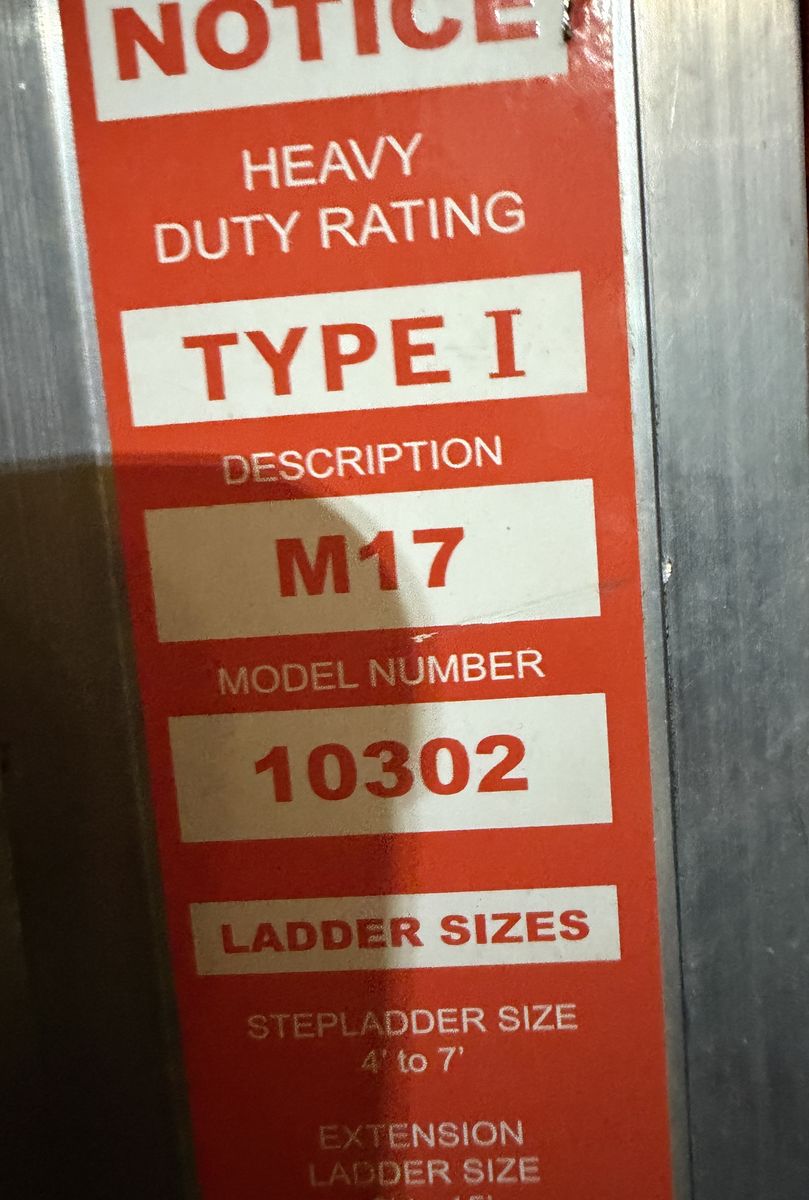 NOTICE
HEAVY
DUTY RATING
TYPE I
DESCRIPTION
M17
MODEL NUMBER
10302
LADDER SIZES
STEPLADDER SIZE
4' to 7'
EXTENSION
LADDER SIZE